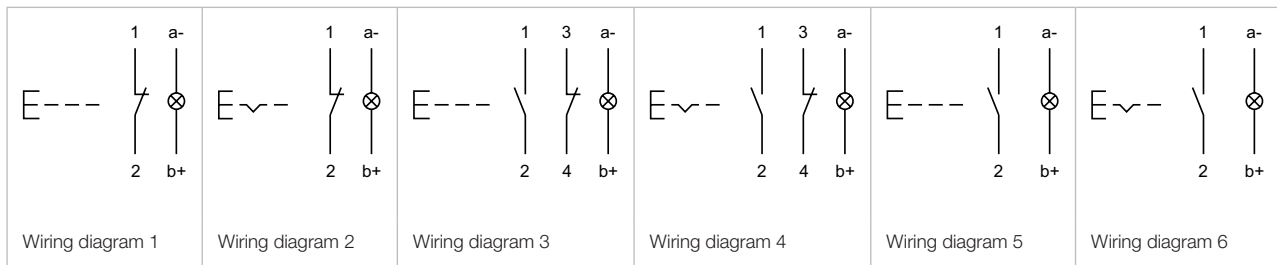 1 a-
2 b+
Wiring diagram 1
1 a-
2 b+
Wiring diagram 2
1 3 a-
2 4 b+
Wiring diagram 3
1 3 a-
2 4 b+
Wiring diagram 4
1 a-
2 b+
Wiring diagram 5
1 a-
2 b+
Wiring diagram 6